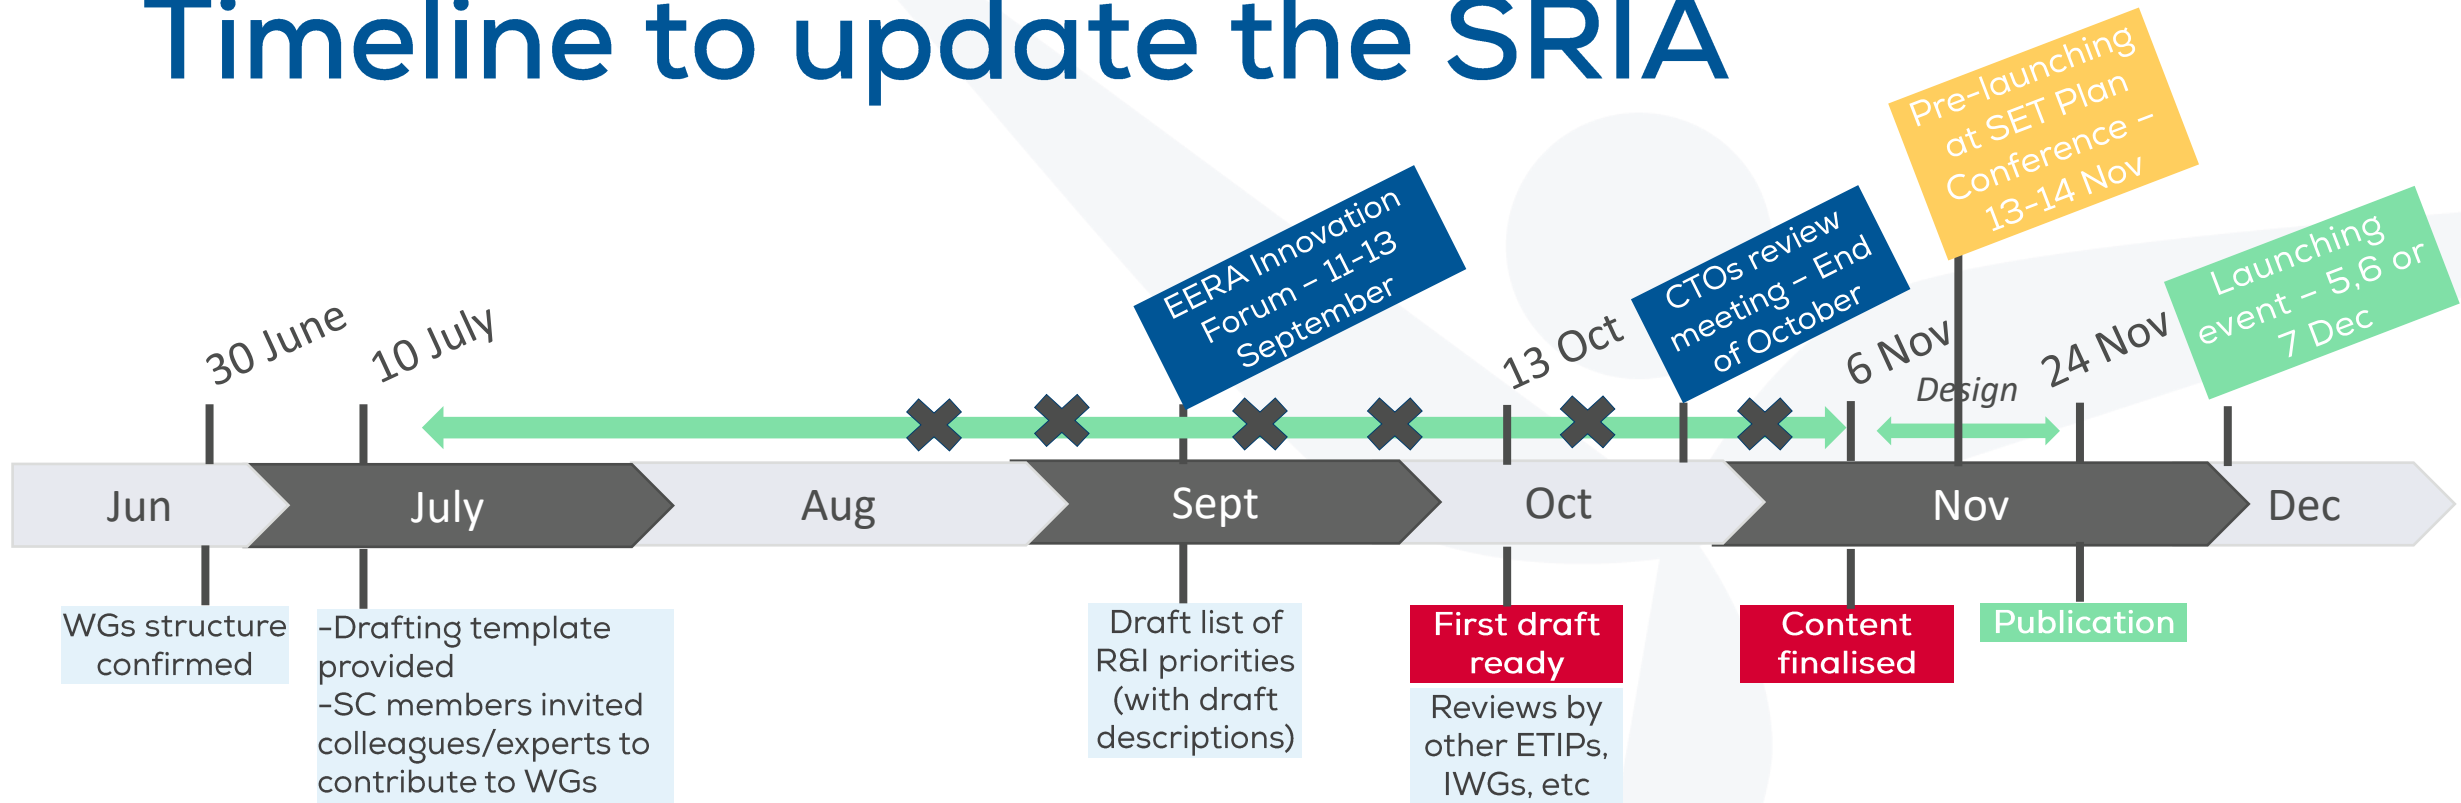 Timeline to update the SRIA
Pre-launching
at SET Plan
Conference –
13-14 Nov
EERA Innovation
Forum – 11-13
September
CTOs review
meeting – End
of October
Launching
event – 5,6 or
7 Dec
30 June
10 July
13 Oct
6 Nov
24 Nov
Design
Jun
July
Aug
Sept
Oct
Nov
Dec
WGs structure
confirmed
-Drafting template
provided
-SC members invited
colleagues/experts to
contribute to WGs
Draft list of
R&I priorities
(with draft
descriptions)
First draft
ready
Reviews by
other ETIPs,
IWGs, etc
Content
finalised
Publication